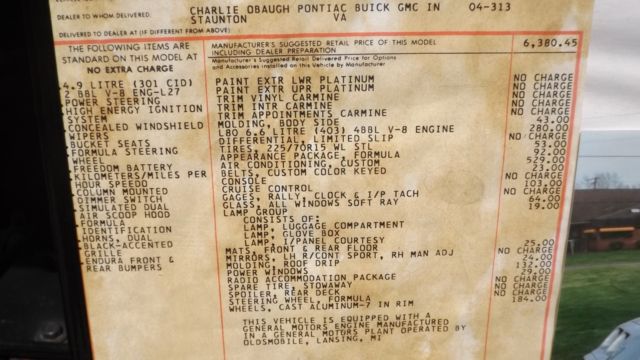 CHARLIE OBAUGH PONTIAC BUICK GMC IN 04-313
DEALER TO WHOM DELIVERED: STAUNTON VA
DELIVERED TO DEALER AT (IF DIFFERENT FROM ABOVE)
THE FOLLOWING ITEMS ARE
STANDARD ON THIS MODEL AT
NO EXTRA CHARGE
4.9 LITRE (301 CID)
2 BBL V-8 ENG-L27
POWER STEERING
HIGH ENERGY IGNITION
SYSTEM
CONCEALED WINDSHIELD
WIPERS
BUCKET SEATS
FORMULA STEERING
WHEEL
FREEDOM BATTERY
KILOMETERS/MILES PER
HOUR SPEEDO
COLUMN MOUNTED
DIMMER SWITCH
SIMULATED DUAL
AIR SCOOP HOOD
FORMULA
IDENTIFICATION
HORNS, DUAL
BLACK-ACCENTED
GRILLE
ENDURA FRONT &
REAR BUMPERS
MANUFACTURER'S SUGGESTED RETAIL PRICE OF THIS MODEL 6,380.45
INCLUDING DEALER PREPARATION
Manufacturer's Suggested Retail Delivered Price for Options
and Accessories Installed on this Vehicle by Manufacturer
PAINT EXTR LWR PLATINUM NO CHARGE
PAINT EXTR UPR PLATINUM NO CHARGE
TRIM VINYL CARMINE NO CHARGE
TRIM INTR CARMINE NO CHARGE
TRIM APPOINTMENTS CARMINE NO CHARGE
MOLDING, BODY SIDE 43.00
L80 6.6 LITRE (403) 4BBL V-8 ENGINE 280.00
DIFFERENTIAL, LIMITED SLIP NO CHARGE
TIRES, 225/70R15 WL STL 53.00
APPEARANCE PACKAGE, FORMULA 92.00
AIR CONDITIONING, CUSTOM 529.00
BELTS, CUSTOM COLOR KEYED 23.00
CONSOLE NO CHARGE
CRUISE CONTROL 103.00
GAGES, RALLY, CLOCK & I/P TACH NO CHARGE
GLASS, ALL WINDOWS SOFT RAY 64.00
LAMP GROUP 19.00
CONSISTS OF:
LAMP, LUGGAGE COMPARTMENT
LAMP, GLOVE BOX
LAMP, I/PANEL COURTESY
MATS, FRONT & REAR FLOOR 25.00
MIRRORS, LH R/CONT SPORT, RH MAN ADJ NO CHARGE
MOLDING, ROOF DRIP 24.00
POWER WINDOWS 132.00
RADIO ACCOMMODATION PACKAGE 29.00
SPARE TIRE, STOWAWAY NO CHARGE
SPOILER, REAR DECK NO CHARGE
STEERING WHEEL, FORMULA NO CHARGE
WHEELS, CAST ALUMINUM-7 IN RIM 184.00
THIS VEHICLE IS EQUIPPED WITH A
GENERAL MOTORS ENGINE MANUFACTURED
IN A GENERAL MOTORS PLANT OPERATED BY
OLDSMOBILE, LANSING, MI